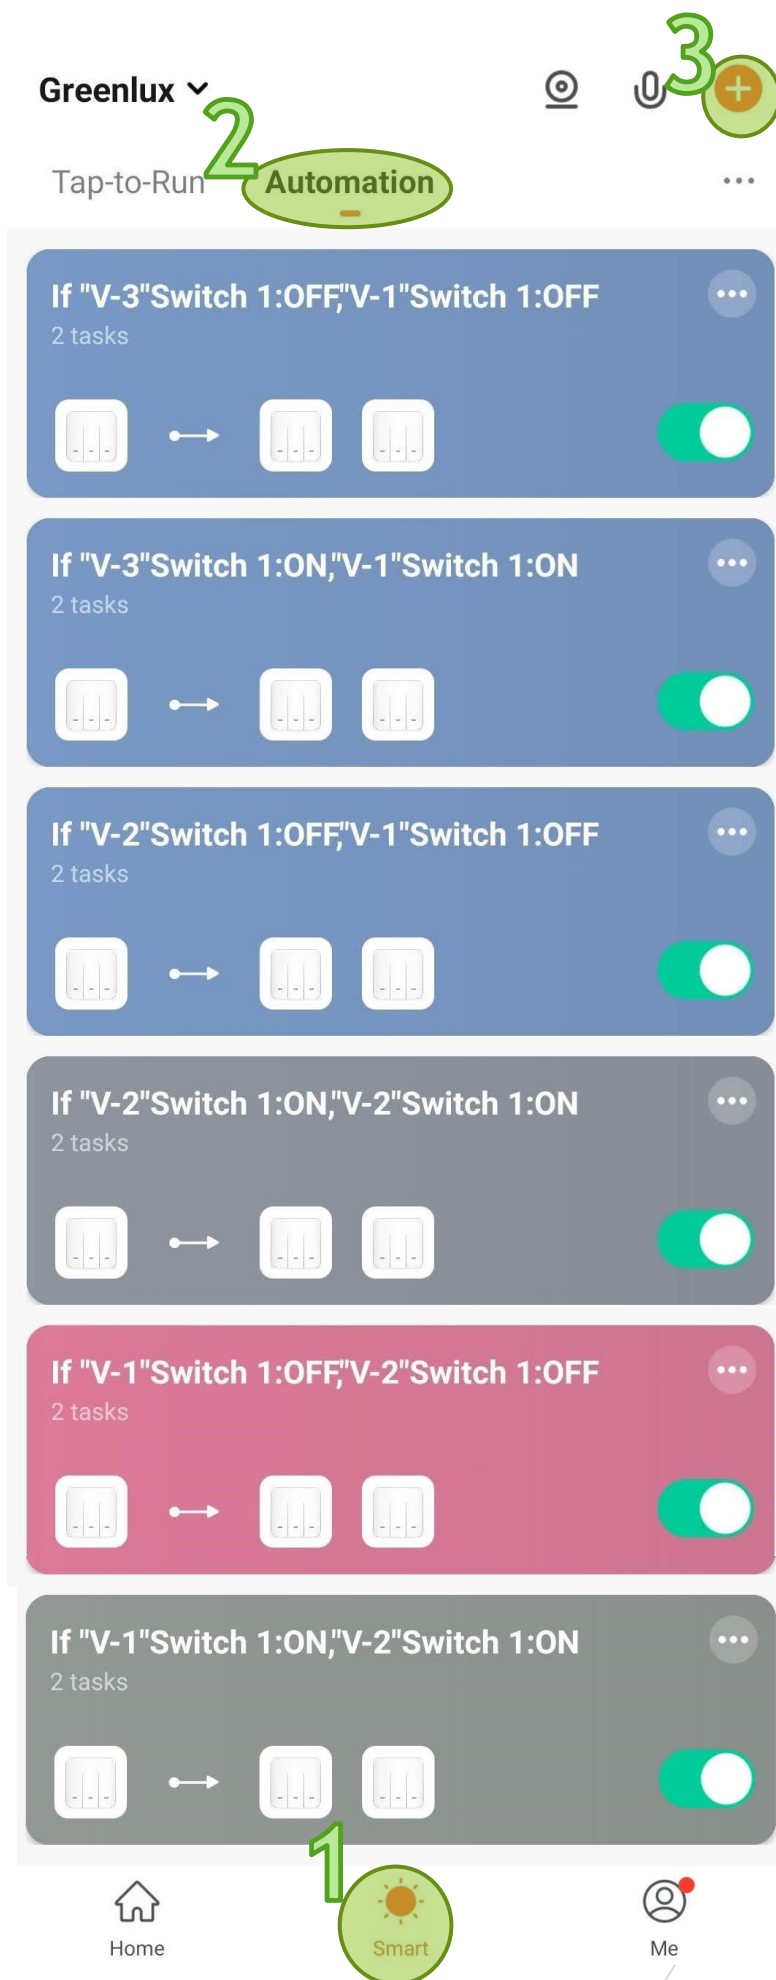 3
Greenlux
2
Tap-to-Run Automation
If "V-3"Switch 1:OFF,"V-1"Switch 1:OFF
2 tasks
If "V-3"Switch 1:ON,"V-1"Switch 1:ON
2 tasks
If "V-2"Switch 1:OFF,"V-1"Switch 1:OFF
2 tasks
If "V-2"Switch 1:ON,"V-2"Switch 1:ON
2 tasks
If "V-1"Switch 1:OFF,"V-2"Switch 1:OFF
2 tasks
If "V-1"Switch 1:ON,"V-2"Switch 1:ON
2 tasks
1
Home Smart Me